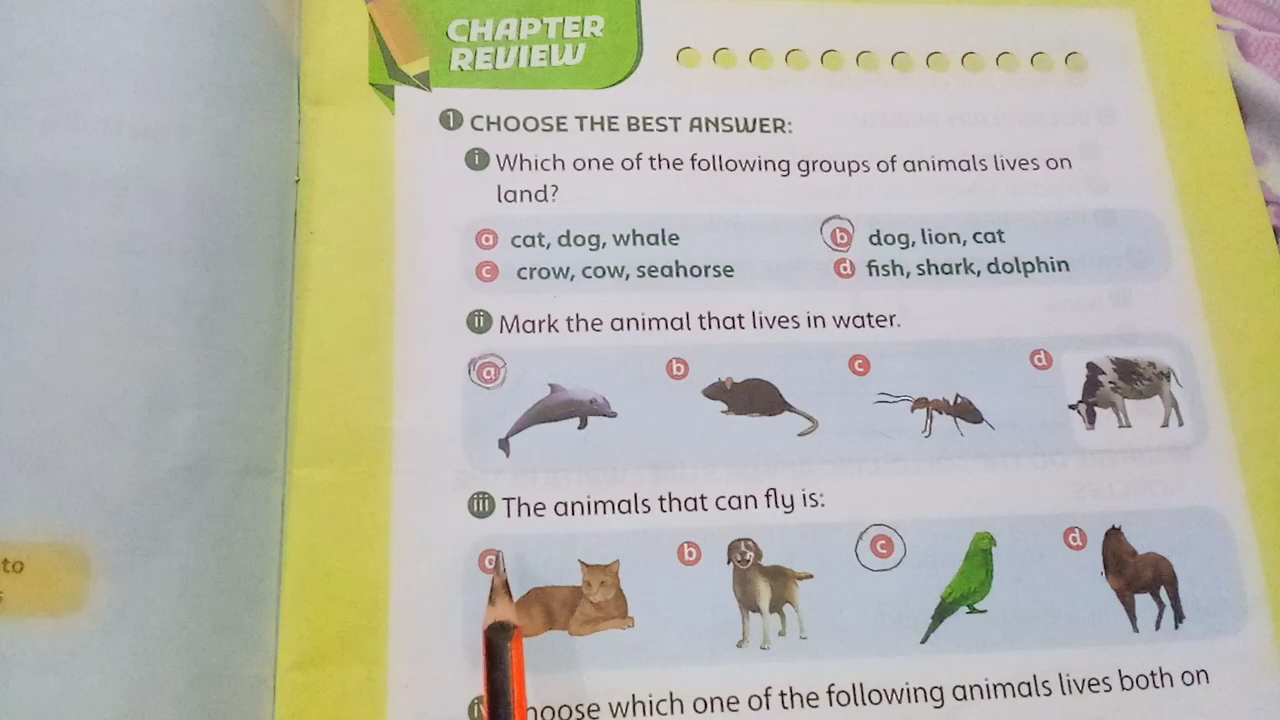 CHAPTER
REVIEW
1 CHOOSE THE BEST ANSWER:
i Which one of the following groups of animals lives on
land?
a cat, dog, whale b dog, lion, cat
c crow, cow, seahorse d fish, shark, dolphin
ii Mark the animal that lives in water.
a b c d
iii The animals that can fly is:
b c d
which one of the following animals lives both on
to